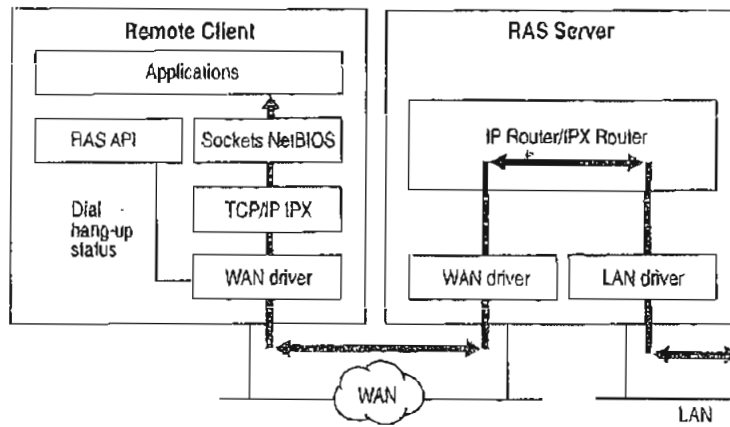 Remote Client
Applications
RAS API
Sockets NetBIOS
TCP/IP IPX
Dial
hang-up
status
WAN driver
RAS Server
IP Router/IPX Router
WAN driver
LAN driver
WAN
LAN